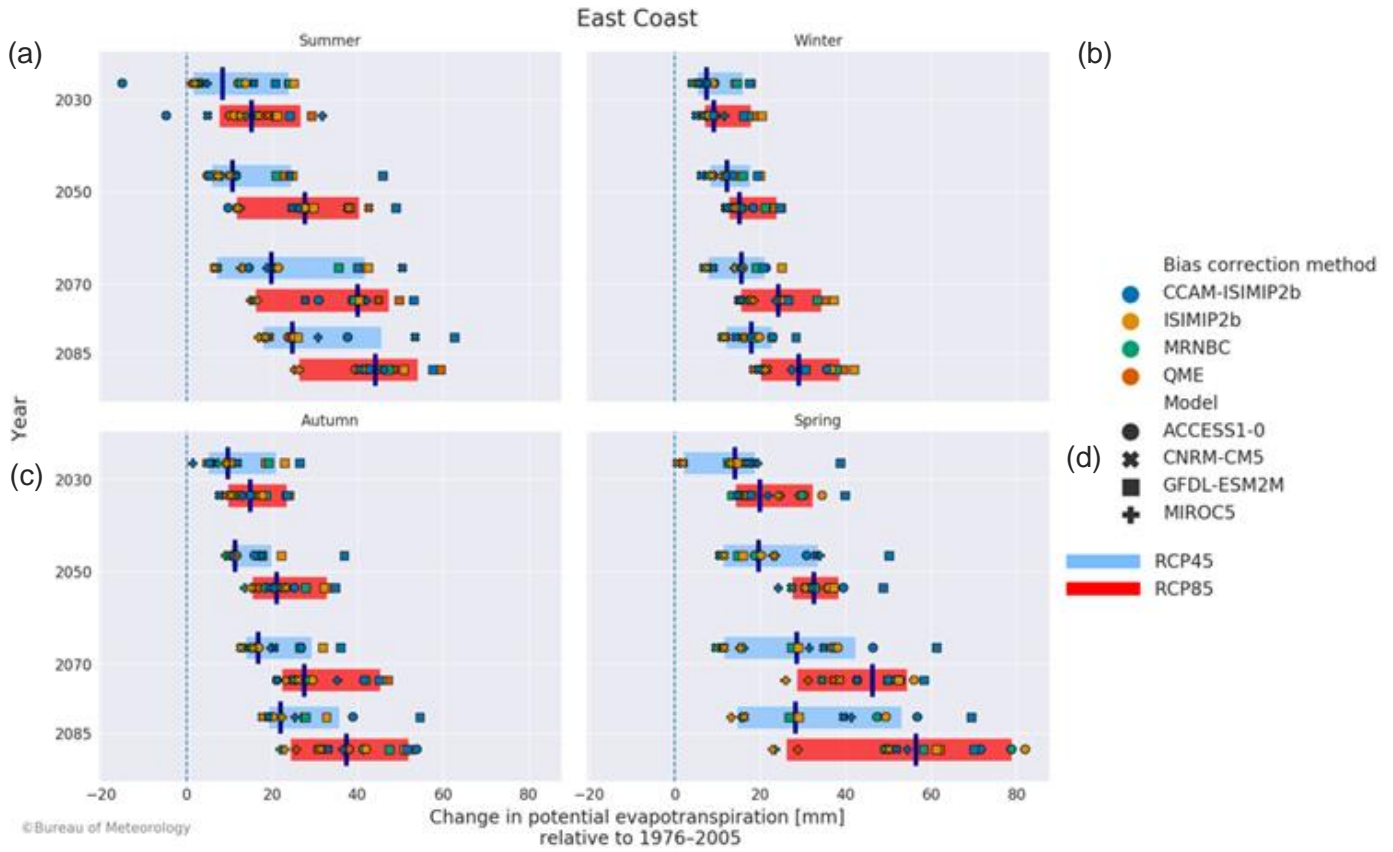 East Coast
(a)
Summer
Winter
(b)
2030
2050
2070
2085
Year
Autumn
Spring
(c)
(d)
2030
2050
2070
2085
−20 0 20 40 60 80
−20 0 20 40 60 80
Change in potential evapotranspiration [mm]
relative to 1976–2005
©Bureau of Meteorology
Bias correction method
CCAM-ISIMIP2b
ISIMIP2b
MRNBC
QME
Model
ACCESS1-0
CNRM-CM5
GFDL-ESM2M
MIROC5
RCP45
RCP85